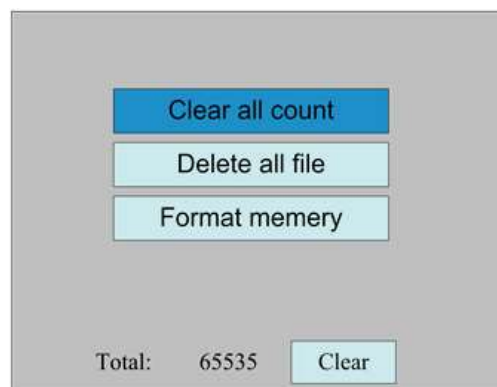 Clear all count
Delete all file
Format memery
Total: 65535 Clear